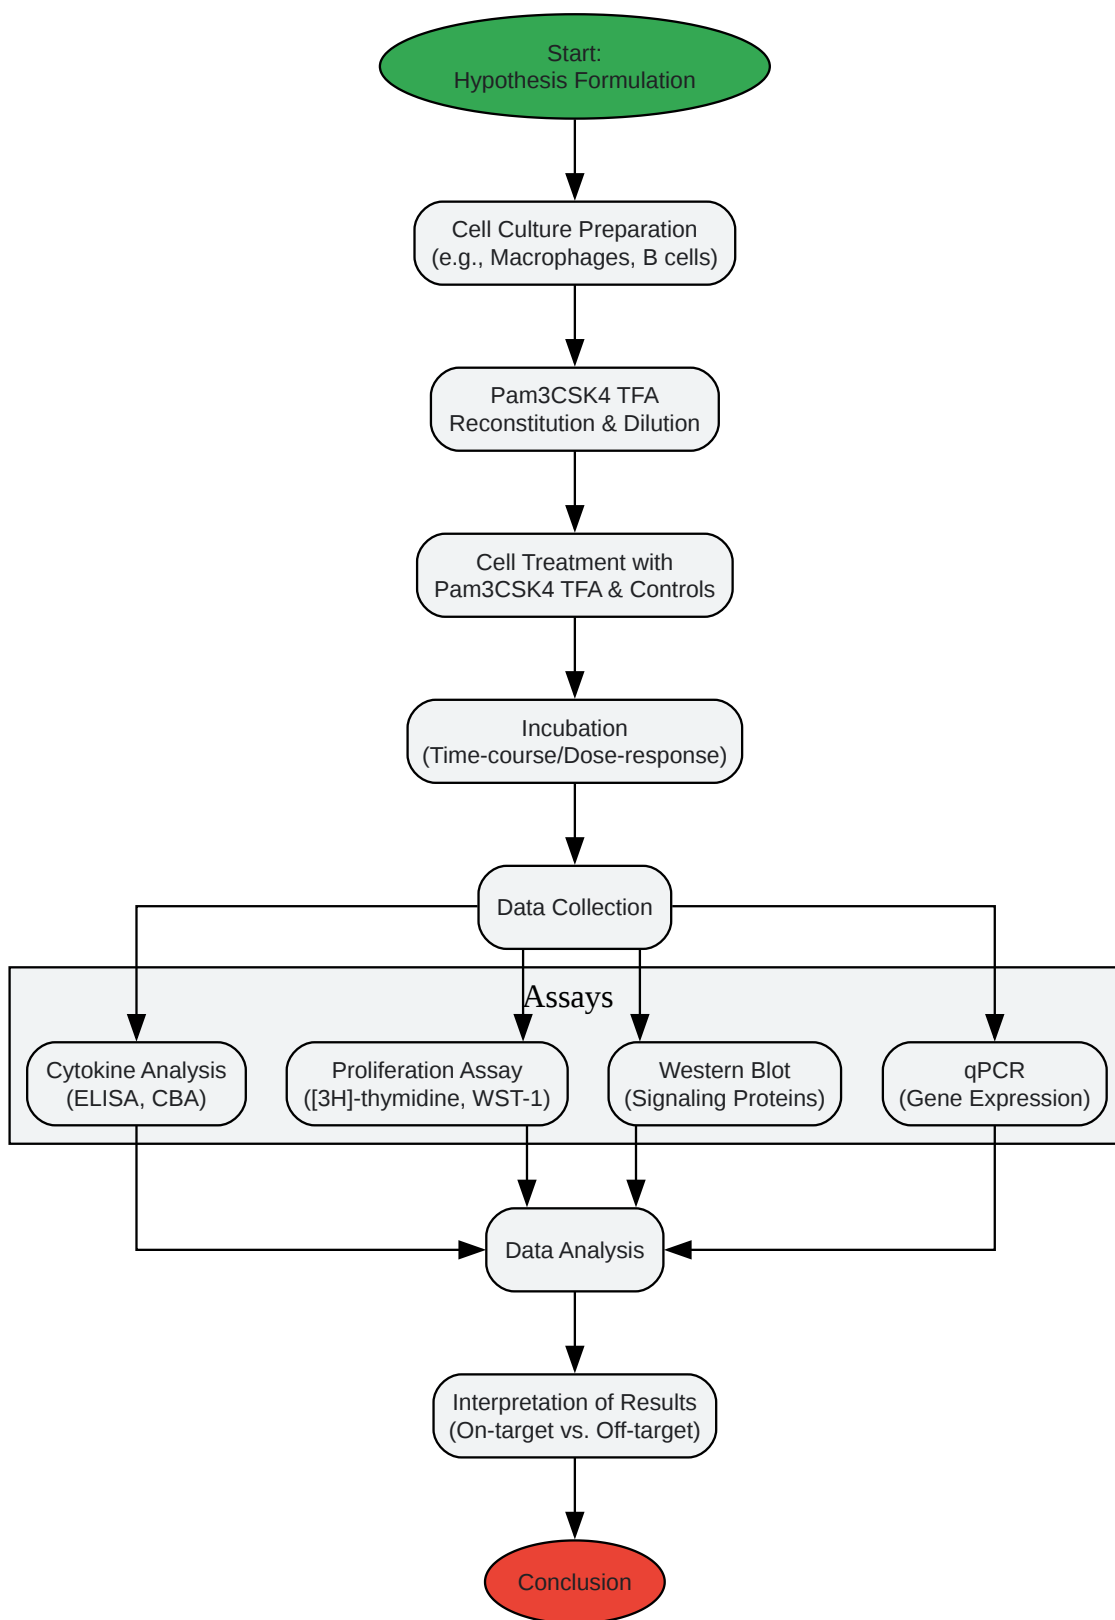 Start:
Hypothesis Formulation
Cell Culture Preparation
(e.g., Macrophages, B cells)
Pam3CSK4 TFA
Reconstitution & Dilution
Cell Treatment with
Pam3CSK4 TFA & Controls
Incubation
(Time-course/Dose-response)
Data Collection
Assays
Cytokine Analysis
(ELISA, CBA)
Proliferation Assay
([3H]-thymidine, WST-1)
Western Blot
(Signaling Proteins)
qPCR
(Gene Expression)
Data Analysis
Interpretation of Results
(On-target vs. Off-target)
Conclusion